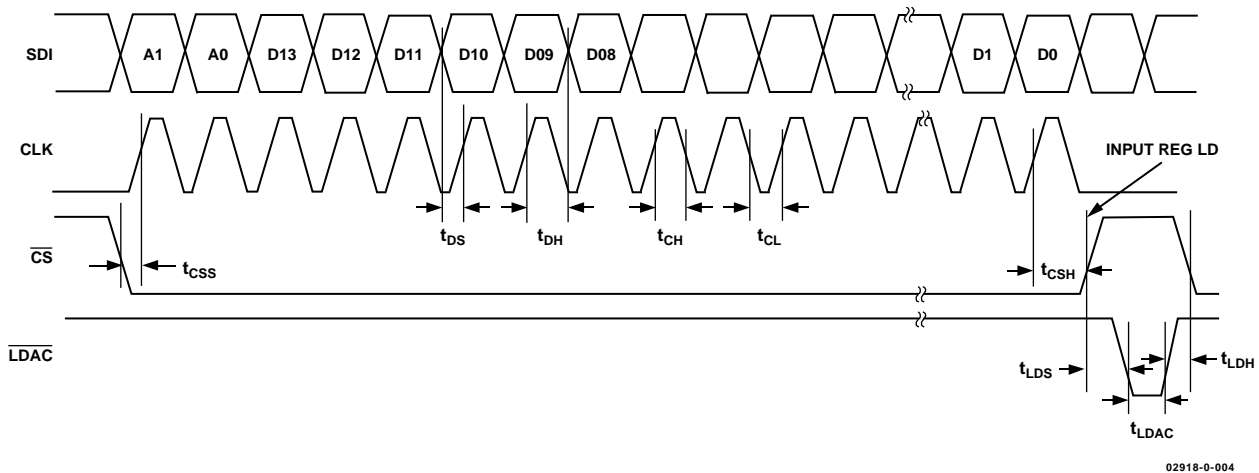 SDI A1 A0 D13 D12 D11 D10 D09 D08 D1 D0
CLK
INPUT REG LD
tDS tDH tCH tCL
CS
tCSS
tCSH
LDAC
tLDS
tLDH
tLDAC
02918-0-004